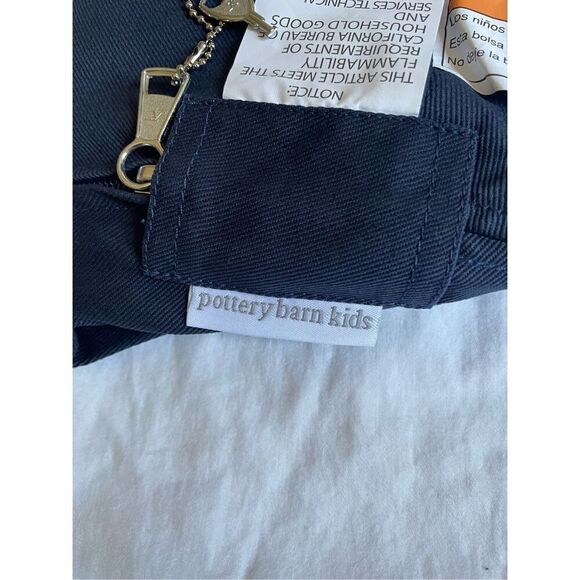 NOTICE:
THIS ARTICLE MEETS THE
FLAMMABILITY
REQUIREMENTS OF
CALIFORNIA BUREAU OF
HOUSEHOLD GOODS
AND
SERVICES TECHNICAL
Los niños
Esta bolsa
No deje la b
pottery barn kids